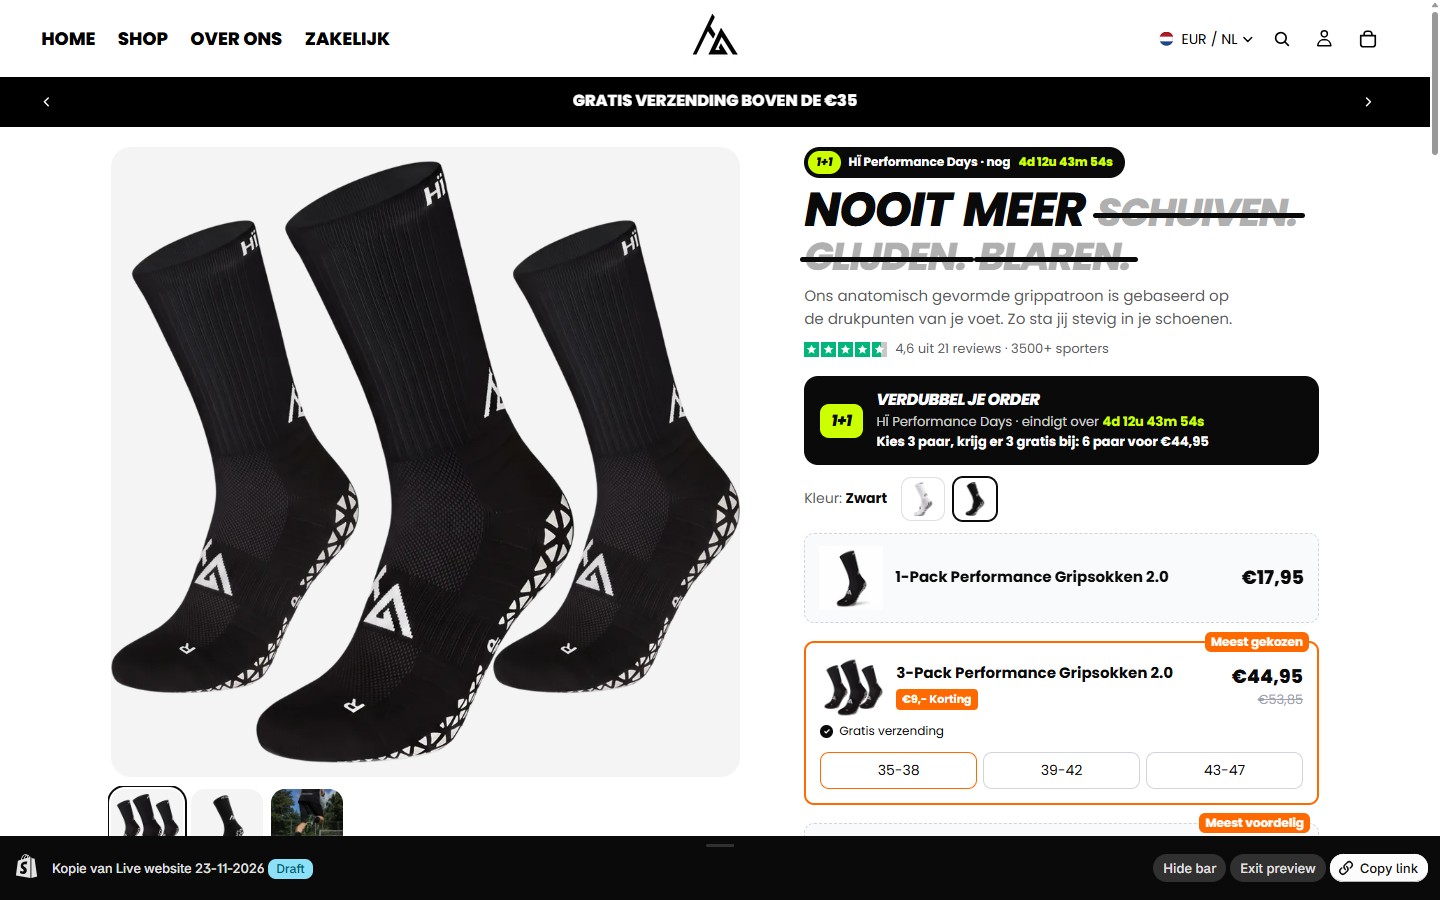 HOME SHOP OVER ONS ZAKELIJK
EUR / NL
GRATIS VERZENDING BOVEN DE €35
HÏ
HÏ
HÏ
R
R
1+1 HÏ Performance Days · nog 4d 12u 43m 54s
NOOIT MEER SCHUIVEN.
GLIJDEN. BLAREN.
Ons anatomisch gevormde grippatroon is gebaseerd op
de drukpunten van je voet. Zo sta jij stevig in je schoenen.
4,6 uit 21 reviews · 3500+ sporters
1+1
VERDUBBEL JE ORDER
HÏ Performance Days · eindigt over 4d 12u 43m 54s
Kies 3 paar, krijg er 3 gratis bij: 6 paar voor €44,95
Kleur: Zwart
1-Pack Performance Gripsokken 2.0 €17,95
Meest gekozen
3-Pack Performance Gripsokken 2.0 €44,95
€9,- Korting €53,85
Gratis verzending
35-38 39-42 43-47
Meest voordelig
Kopie van Live website 23-11-2026 Draft
Hide bar Exit preview Copy link